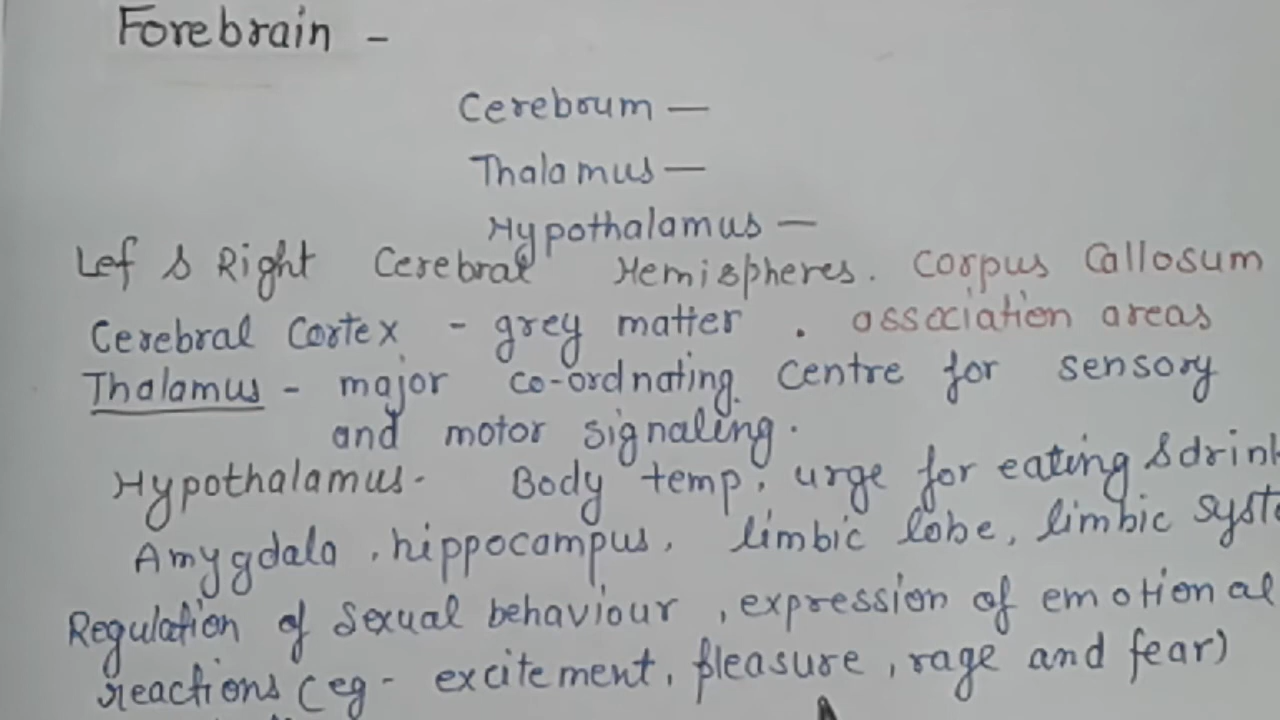 Forebrain -
Cerebrum —
Thalamus —
Hypothalamus —
Lef & Right Cerebral Hemispheres. Corpus Callosum
Cerebral Cortex - grey matter . association areas
Thalamus - major co-ordnating centre for sensory
and motor signaling.
Hypothalamus. Body temp, urge for eating & drink
Amygdala, hippocampus, limbic lobe, limbic syst
Regulation of sexual behaviour, expression of emotional
reactions (eg - excitement, pleasure, rage and fear)